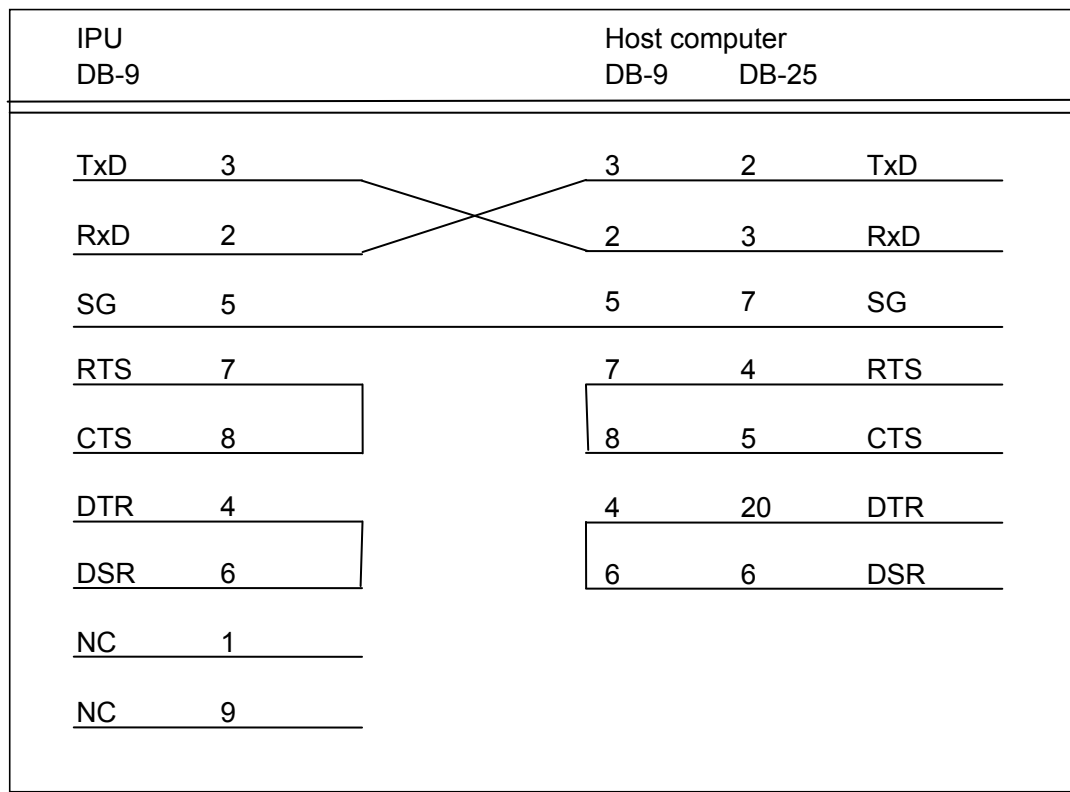 IPU Host computer
DB-9 DB-9 DB-25
TxD 3 3 2 TxD
RxD 2 2 3 RxD
SG 5 5 7 SG
RTS 7 7 4 RTS
CTS 8 8 5 CTS
DTR 4 4 20 DTR
DSR 6 6 6 DSR
NC 1
NC 9